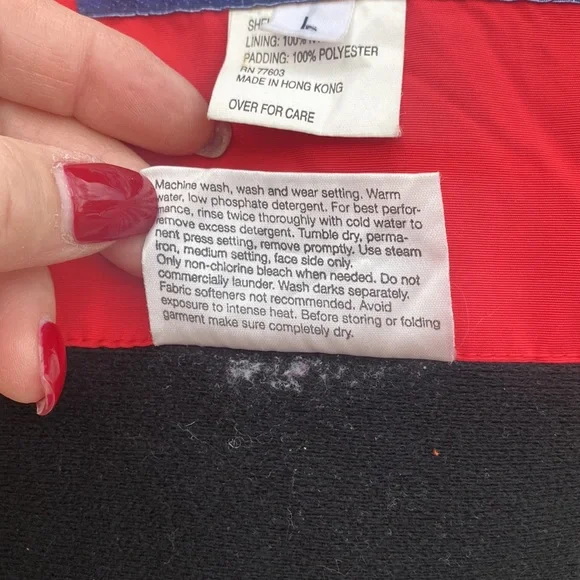 L
LINING: 100%
PADDING: 100% POLYESTER
RN 77603
MADE IN HONG KONG
OVER FOR CARE
Machine wash, wash and wear setting. Warm
water, low phosphate detergent. For best perfor-
mance, rinse twice thoroughly with cold water to
remove excess detergent. Tumble dry, perma-
nent press setting, remove promptly. Use steam
iron, medium setting, face side only.
Only non-chlorine bleach when needed. Do not
commercially launder. Wash darks separately.
Fabric softeners not recommended. Avoid
exposure to intense heat. Before storing or folding
garment make sure completely dry.